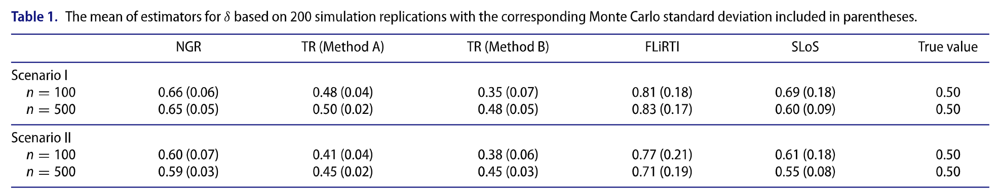 Table 1. The mean of estimators for δ based on 200 simulation replications with the corresponding Monte Carlo standard deviation included in parentheses.
NGR TR (Method A) TR (Method B) FLiRTI SLoS True value
Scenario I
n = 100 0.66 (0.06) 0.48 (0.04) 0.35 (0.07) 0.81 (0.18) 0.69 (0.18) 0.50
n = 500 0.65 (0.05) 0.50 (0.02) 0.48 (0.05) 0.83 (0.17) 0.60 (0.09) 0.50
Scenario II
n = 100 0.60 (0.07) 0.41 (0.04) 0.38 (0.06) 0.77 (0.21) 0.61 (0.18) 0.50
n = 500 0.59 (0.03) 0.45 (0.02) 0.45 (0.03) 0.71 (0.19) 0.55 (0.08) 0.50